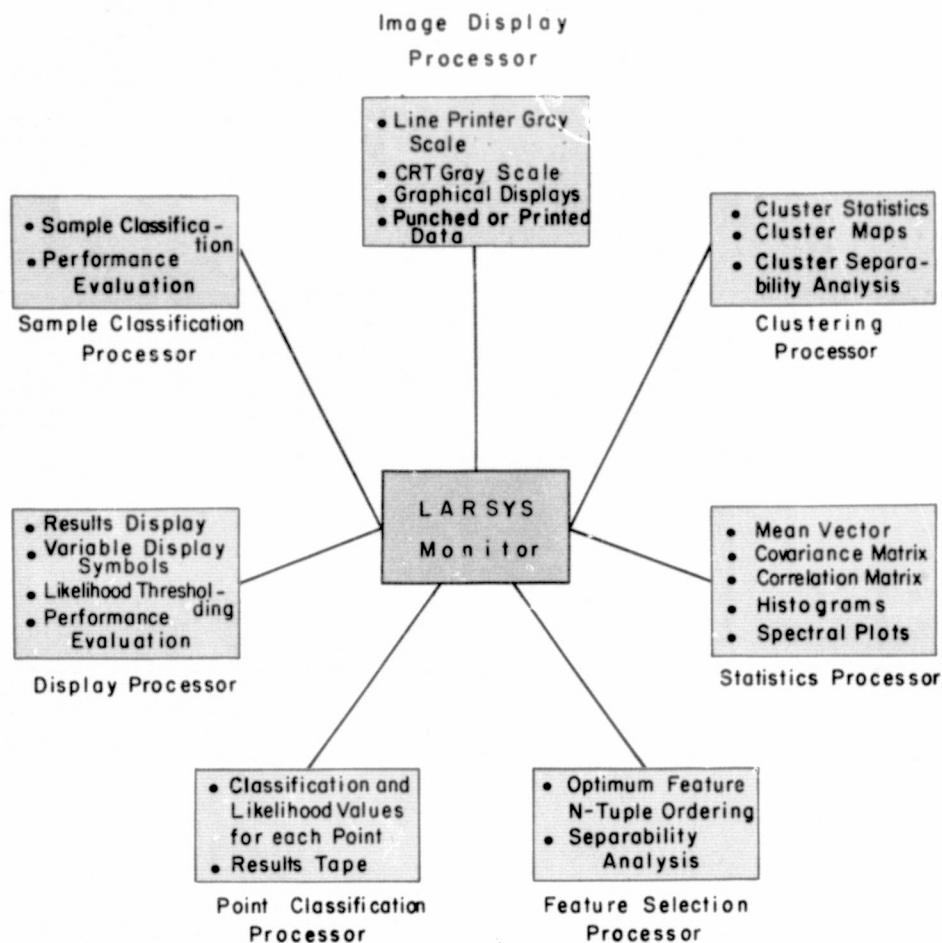 Image Display
Processor
• Line Printer Gray
Scale
• CRT Gray Scale
• Graphical Displays
• Punched or Printed
Data
• Sample Classifica-
tion
• Performance
Evaluation
Sample Classification
Processor
• Cluster Statistics
• Cluster Maps
• Cluster Separa-
bility Analysis
Clustering
Processor
LARSYS
Monitor
• Results Display
• Variable Display
Symbols
• Likelihood Threshol-
ding
• Performance
Evaluation
Display Processor
• Mean Vector
• Covariance Matrix
• Correlation Matrix
• Histograms
• Spectral Plots
Statistics Processor
• Classification and
Likelihood Values
for each Point
• Results Tape
Point Classification
Processor
• Optimum Feature
N-Tuple Ordering
• Separability
Analysis
Feature Selection
Processor